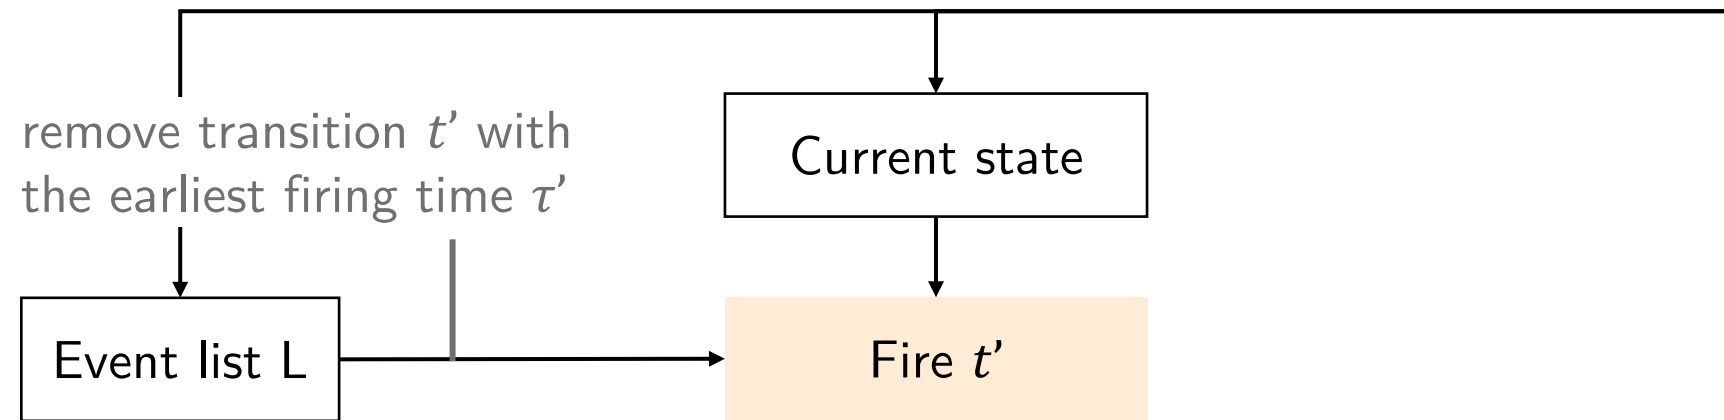 remove transition t’ with
the earliest firing time τ’
Current state
Event list L
Fire t’